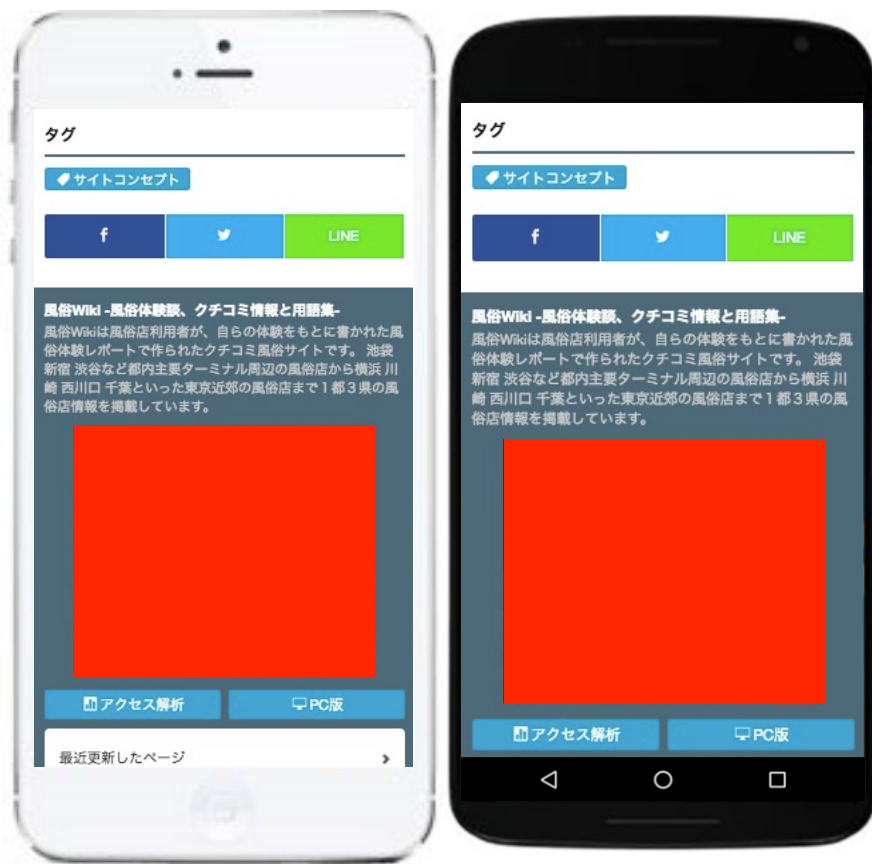 タグ
サイトコンセプト
f
LINE
風俗Wiki -風俗体験談、クチコミ情報と用語集-
風俗Wikiは風俗店利用者が、自らの体験をもとに書かれた風
俗体験レポートで作られたクチコミ風俗サイトです。 池袋
新宿 渋谷など都内主要ターミナル周辺の風俗店から横浜 川
崎 西川口 千葉といった東京近郊の風俗店まで１都３県の風
俗店情報を掲載しています。
アクセス解析
PC版
最近更新したページ
タグ
サイトコンセプト
f
LINE
風俗Wiki -風俗体験談、クチコミ情報と用語集-
風俗Wikiは風俗店利用者が、自らの体験をもとに書かれた風
俗体験レポートで作られたクチコミ風俗サイトです。 池袋
新宿 渋谷など都内主要ターミナル周辺の風俗店から横浜 川
崎 西川口 千葉といった東京近郊の風俗店まで１都３県の風
俗店情報を掲載しています。
アクセス解析
PC版